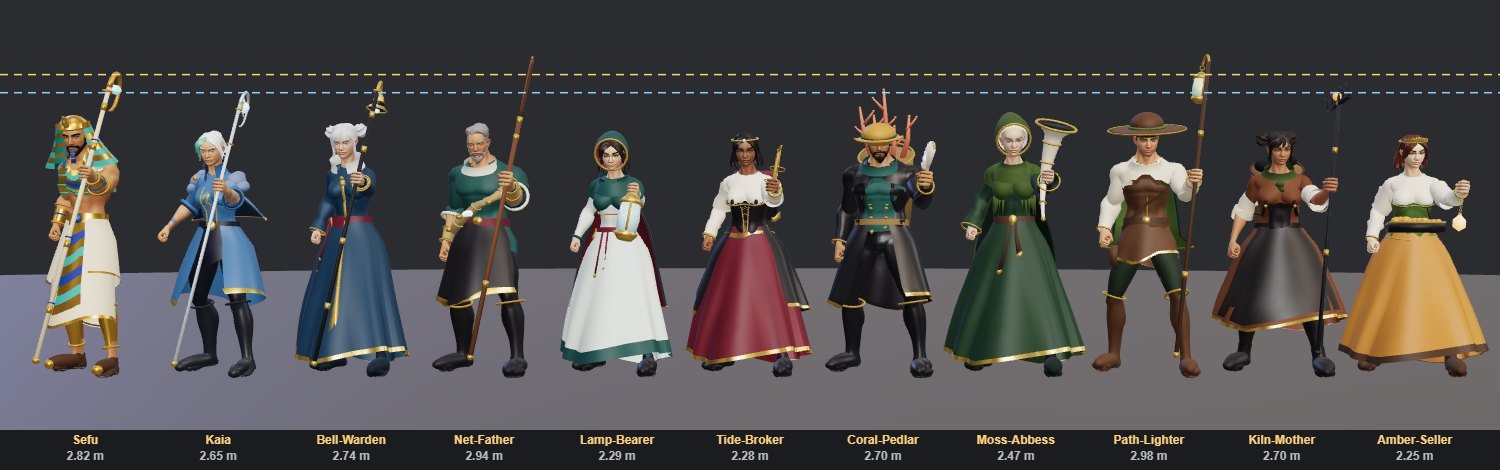 Sefu Kaia Bell-Warden Net-Father Lamp-Bearer Tide-Broker Coral-Pedlar Moss-Abbess Path-Lighter Kiln-Mother Amber-Seller
2.82 m 2.65 m 2.74 m 2.94 m 2.29 m 2.28 m 2.70 m 2.47 m 2.98 m 2.70 m 2.25 m